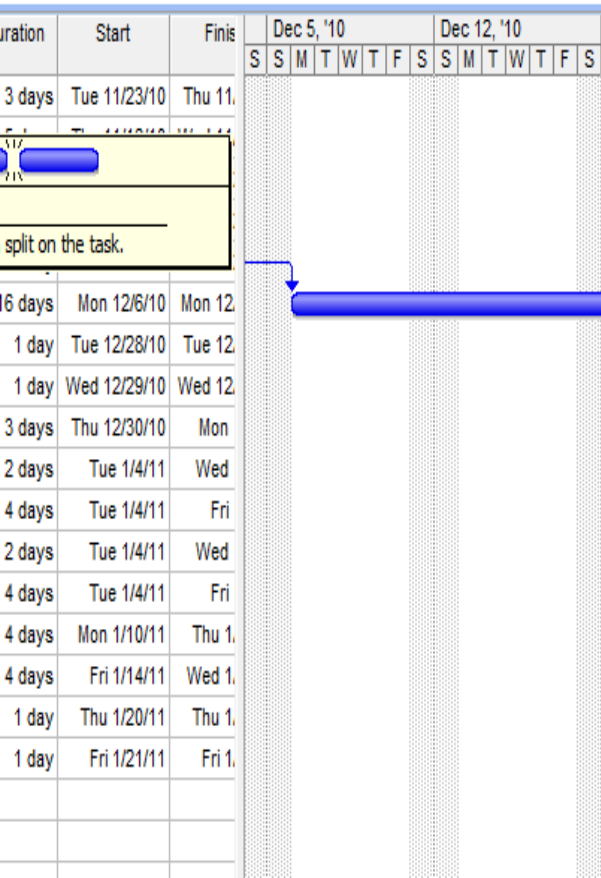 uration Start Finis Dec 5, '10 Dec 12, '10
S S M T W T F S S M T W T F S
3 days Tue 11/23/10 Thu 11/
split on the task.
16 days Mon 12/6/10 Mon 12/
1 day Tue 12/28/10 Tue 12/
1 day Wed 12/29/10 Wed 12/
3 days Thu 12/30/10 Mon
2 days Tue 1/4/11 Wed
4 days Tue 1/4/11 Fri
2 days Tue 1/4/11 Wed
4 days Tue 1/4/11 Fri
4 days Mon 1/10/11 Thu 1/
4 days Fri 1/14/11 Wed 1/
1 day Thu 1/20/11 Thu 1/
1 day Fri 1/21/11 Fri 1/